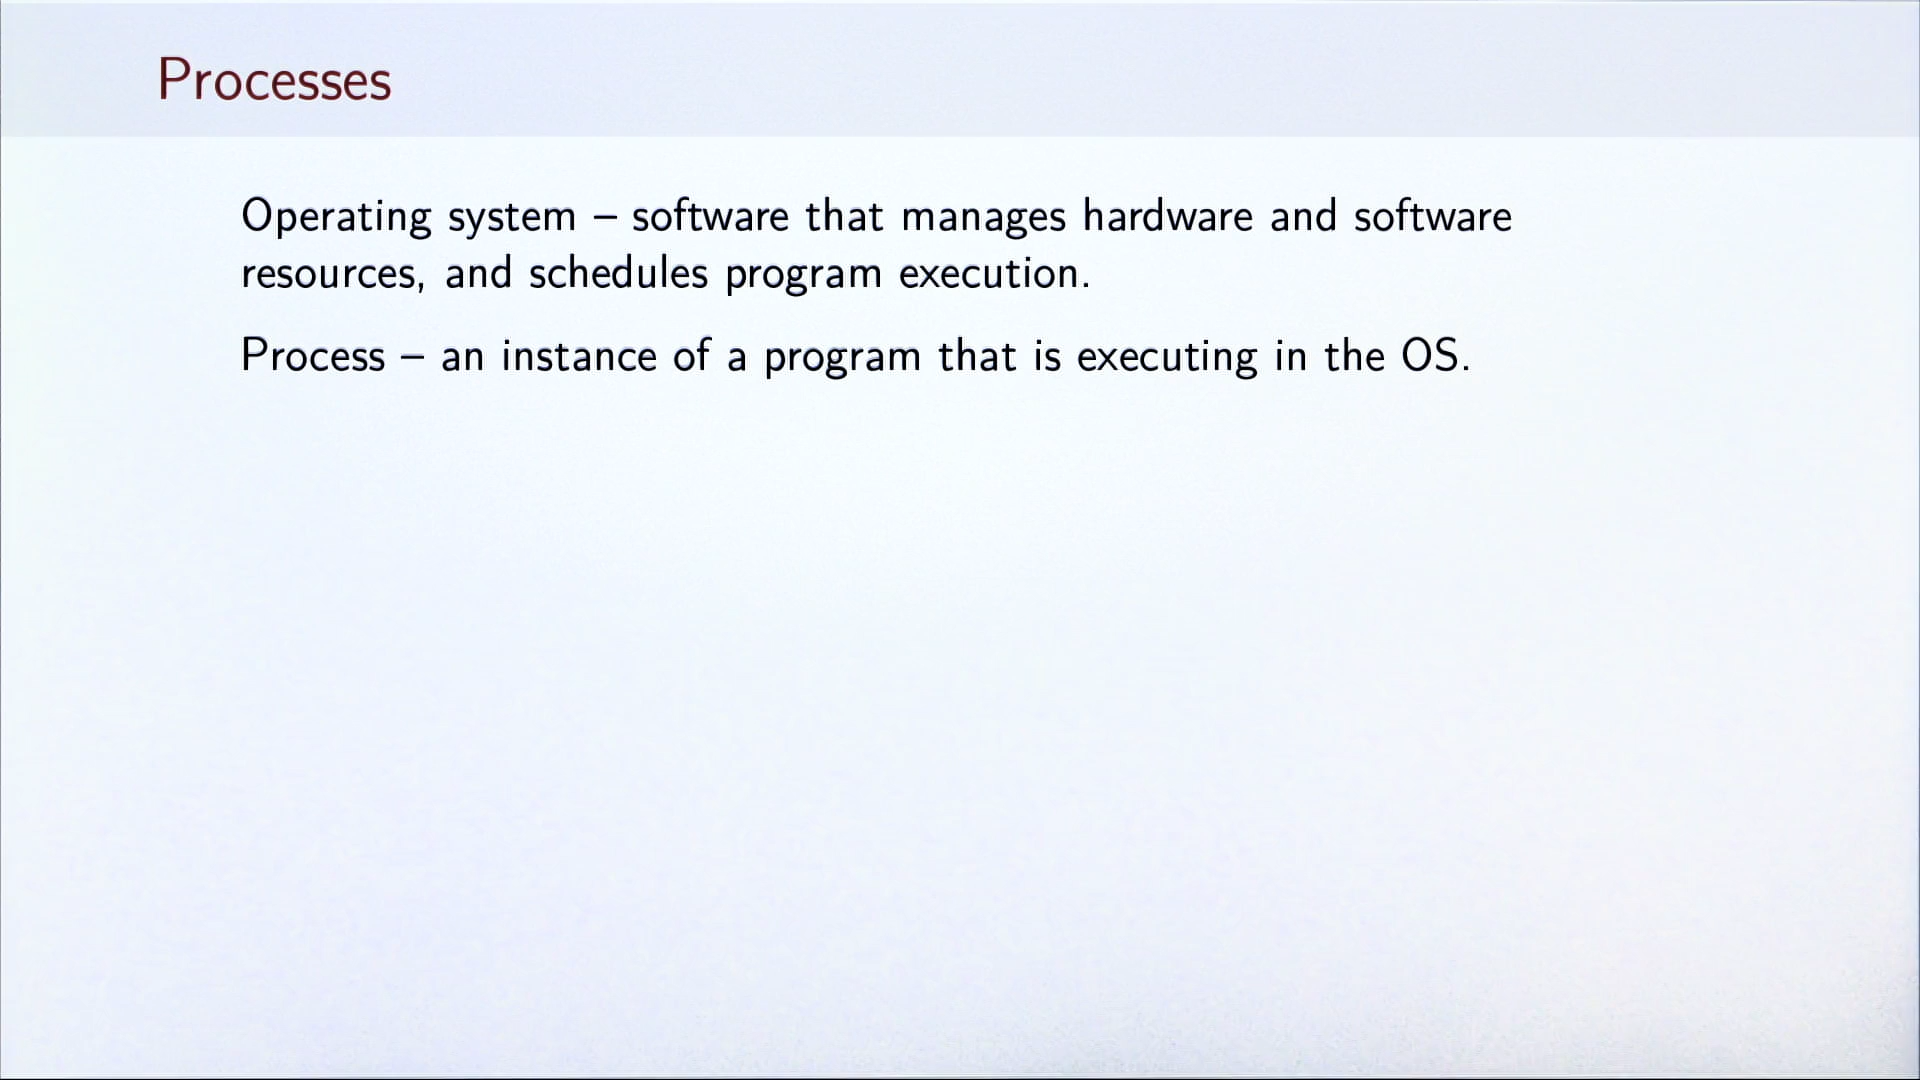 Processes
Operating system – software that manages hardware and software
resources, and schedules program execution.
Process – an instance of a program that is executing in the OS.